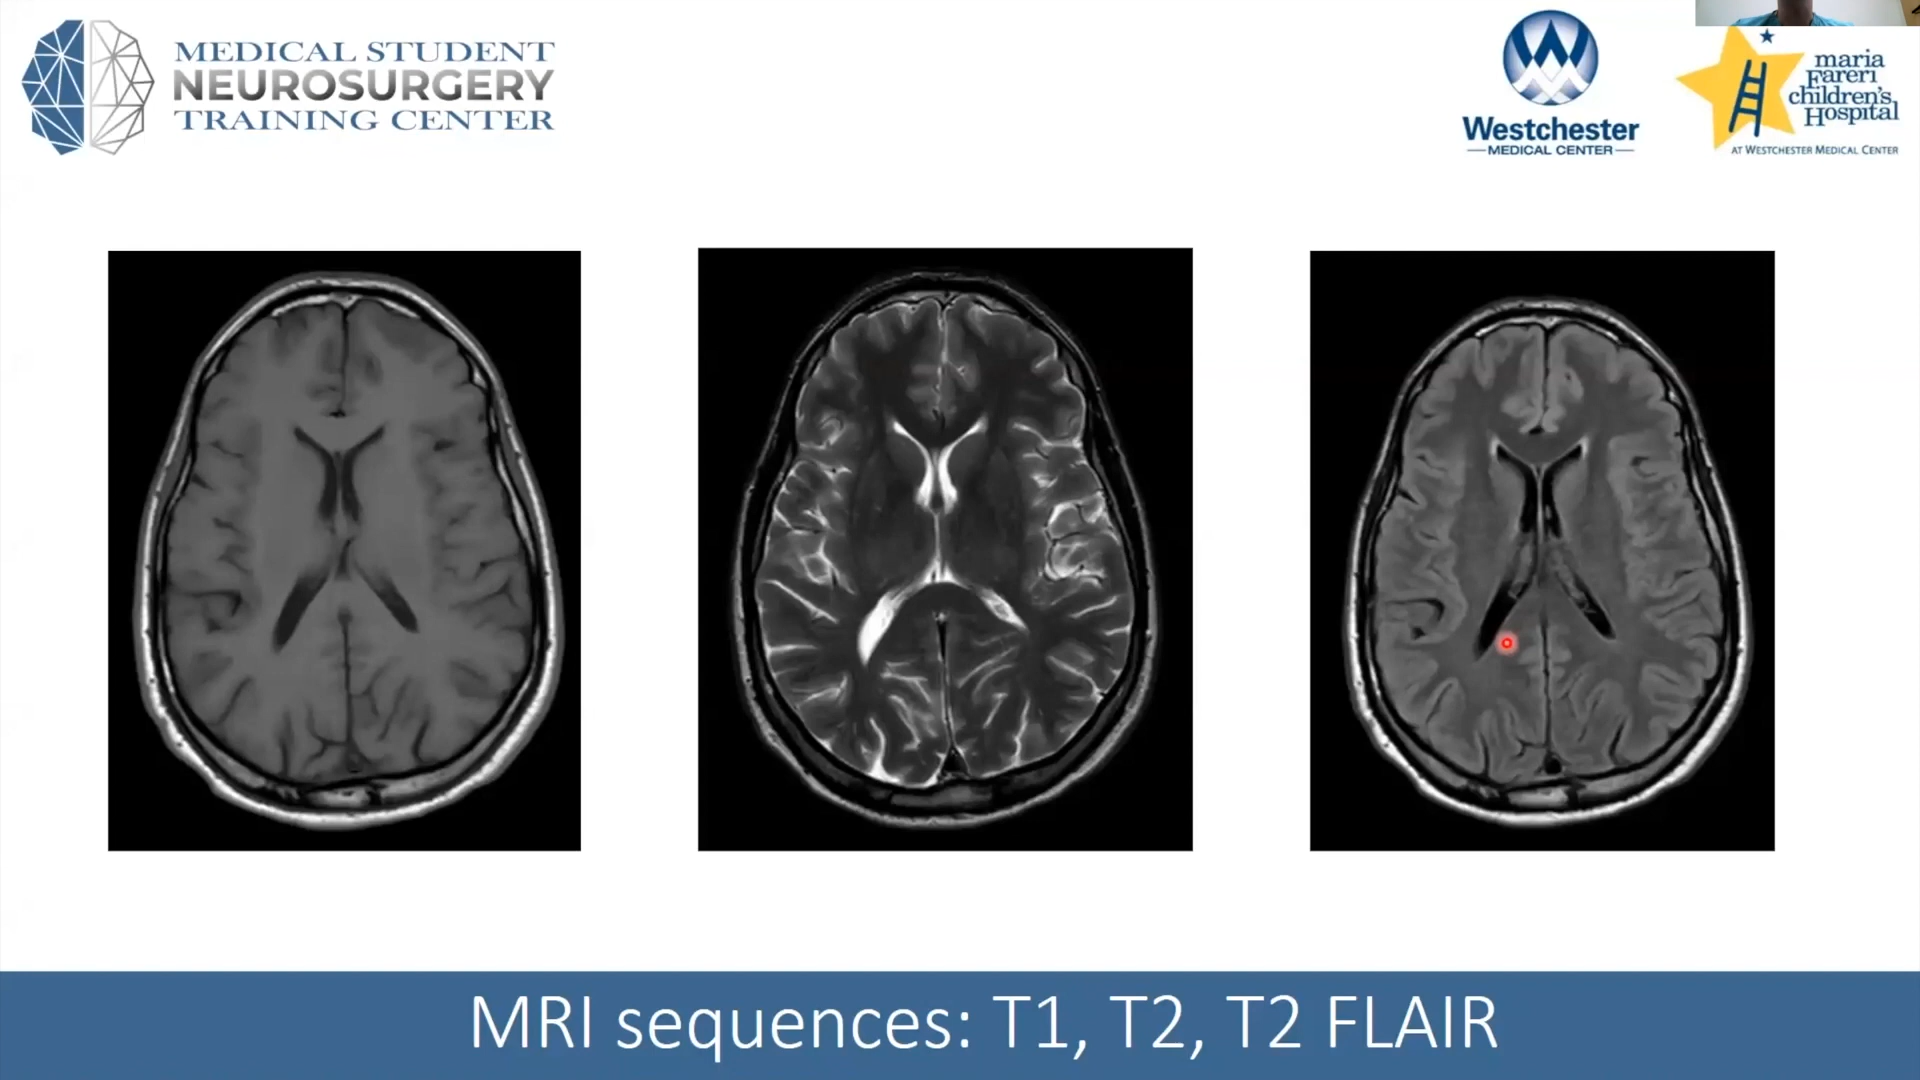 MEDICAL STUDENT
NEUROSURGERY
TRAINING CENTER
Westchester
MEDICAL CENTER
maria
Fareri
children's
Hospital
AT WESTCHESTER MEDICAL CENTER
MRI sequences: T1, T2, T2 FLAIR